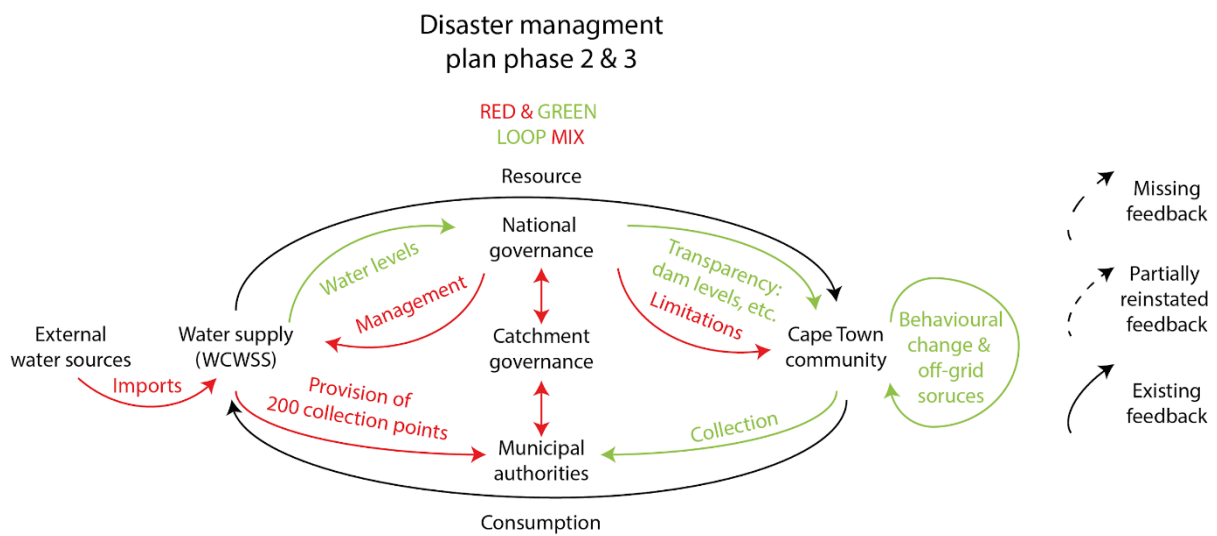 Disaster managment
plan phase 2 & 3
RED & GREEN
LOOP MIX
Resource
National
governance
Water levels
Management
Transparency:
dam levels, etc.
Limitations
External
water sources
Imports
Water supply
(WCWSS)
Catchment
governance
Cape Town
community
Behavioural
change &
off-grid
soruces
Provision of
200 collection points
Collection
Municipal
authorities
Consumption
Missing
feedback
Partially
reinstated
feedback
Existing
feedback